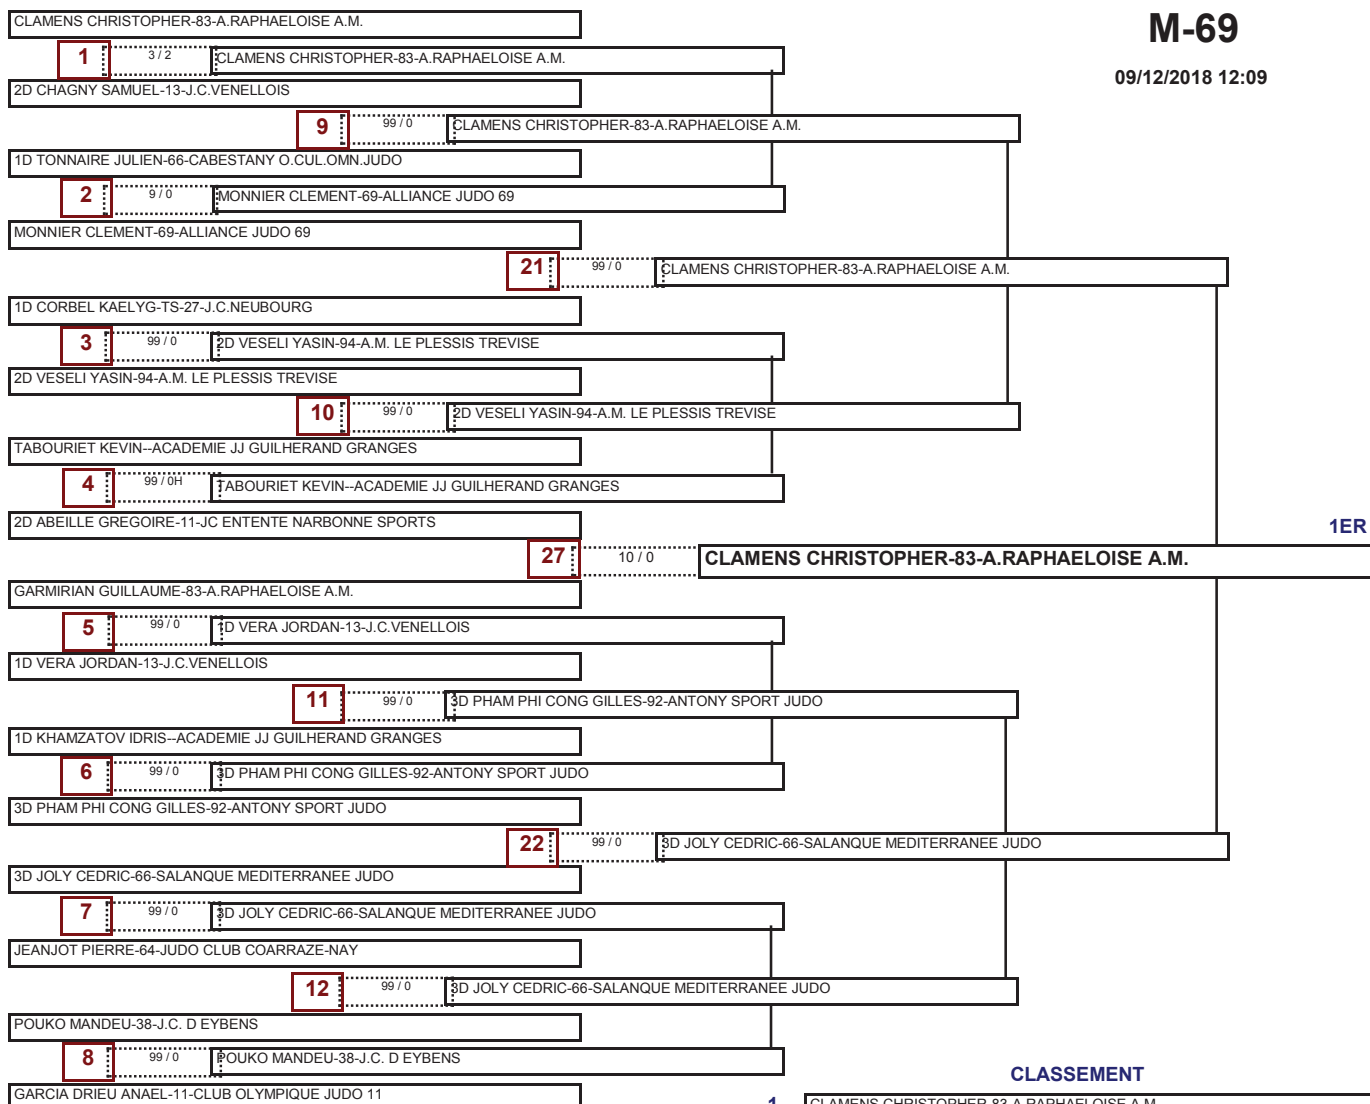 CLAMENS CHRISTOPHER-83-A.RAPHAELOISE A.M.
M-69
1 3 / 2 CLAMENS CHRISTOPHER-83-A.RAPHAELOISE A.M.
09/12/2018 12:09
2D CHAGNY SAMUEL-13-J.C.VENELLOIS
9 99 / 0 CLAMENS CHRISTOPHER-83-A.RAPHAELOISE A.M.
1D TONNAIRE JULIEN-66-CABESTANY O.CUL.OMN.JUDO
2 9 / 0 MONNIER CLEMENT-69-ALLIANCE JUDO 69
MONNIER CLEMENT-69-ALLIANCE JUDO 69
21 99 / 0 CLAMENS CHRISTOPHER-83-A.RAPHAELOISE A.M.
1D CORBEL KAELYG-TS-27-J.C.NEUBOURG
3 99 / 0 2D VESELI YASIN-94-A.M. LE PLESSIS TREVISE
2D VESELI YASIN-94-A.M. LE PLESSIS TREVISE
10 99 / 0 2D VESELI YASIN-94-A.M. LE PLESSIS TREVISE
TABOURIET KEVIN--ACADEMIE JJ GUILHERAND GRANGES
4 99 / 0H TABOURIET KEVIN--ACADEMIE JJ GUILHERAND GRANGES
2D ABEILLE GREGOIRE-11-JC ENTENTE NARBONNE SPORTS
1ER
27 10 / 0 CLAMENS CHRISTOPHER-83-A.RAPHAELOISE A.M.
GARMIRIAN GUILLAUME-83-A.RAPHAELOISE A.M.
5 99 / 0 1D VERA JORDAN-13-J.C.VENELLOIS
1D VERA JORDAN-13-J.C.VENELLOIS
11 99 / 0 3D PHAM PHI CONG GILLES-92-ANTONY SPORT JUDO
1D KHAMZATOV IDRIS--ACADEMIE JJ GUILHERAND GRANGES
6 99 / 0 3D PHAM PHI CONG GILLES-92-ANTONY SPORT JUDO
3D PHAM PHI CONG GILLES-92-ANTONY SPORT JUDO
22 99 / 0 3D JOLY CEDRIC-66-SALANQUE MEDITERRANEE JUDO
3D JOLY CEDRIC-66-SALANQUE MEDITERRANEE JUDO
7 99 / 0 3D JOLY CEDRIC-66-SALANQUE MEDITERRANEE JUDO
JEANJOT PIERRE-64-JUDO CLUB COARRAZE-NAY
12 99 / 0 3D JOLY CEDRIC-66-SALANQUE MEDITERRANEE JUDO
POUKO MANDEU-38-J.C. D EYBENS
8 99 / 0 POUKO MANDEU-38-J.C. D EYBENS
CLASSEMENT
GARCIA DRIEU ANAEL-11-CLUB OLYMPIQUE JUDO 11
1 CLAMENS CHRISTOPHER-83-A.RAPHAELOISE A.M.